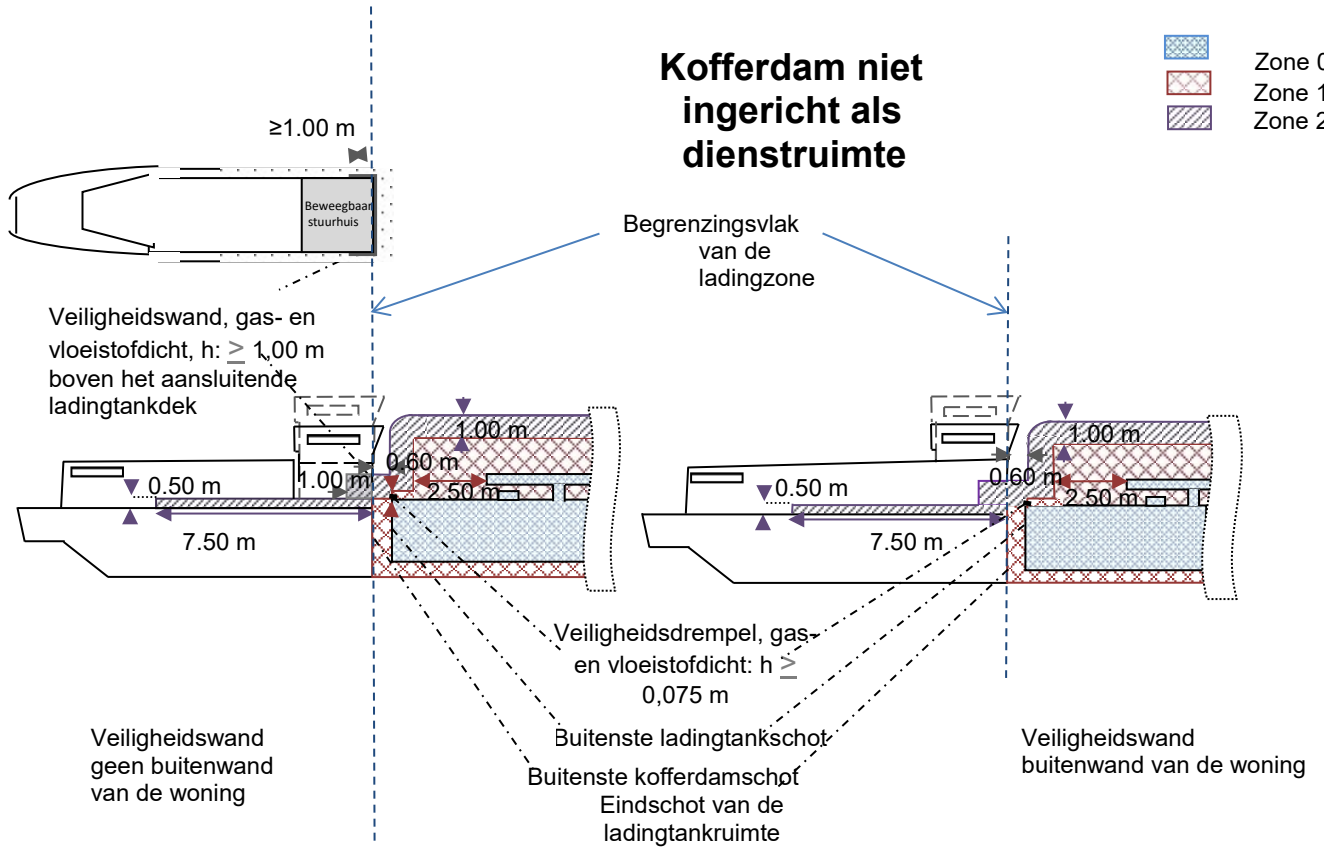 Kofferdam niet
ingericht als
dienstruimte
Zone 0
Zone 1
Zone 2
≥1.00 m
Beweegbaar
stuurhuis
Begrenzingsvlak
van de
ladingzone
Veiligheidswand, gas- en
vloeistofdicht, h: ≥ 1,00 m
boven het aansluitende
ladingtankdek
1.00 m
0.60 m
1.00 m
2.50 m
0.50 m
7.50 m
1.00 m
0.60 m
2.50 m
0.50 m
7.50 m
Veiligheidsdrempel, gas-
en vloeistofdicht: h ≥
0,075 m
Buitenste ladingtankschot
Buitenste kofferdamschot
Eindschot van de
ladingtankruimte
Veiligheidswand
geen buitenwand
van de woning
Veiligheidswand
buitenwand van de woning